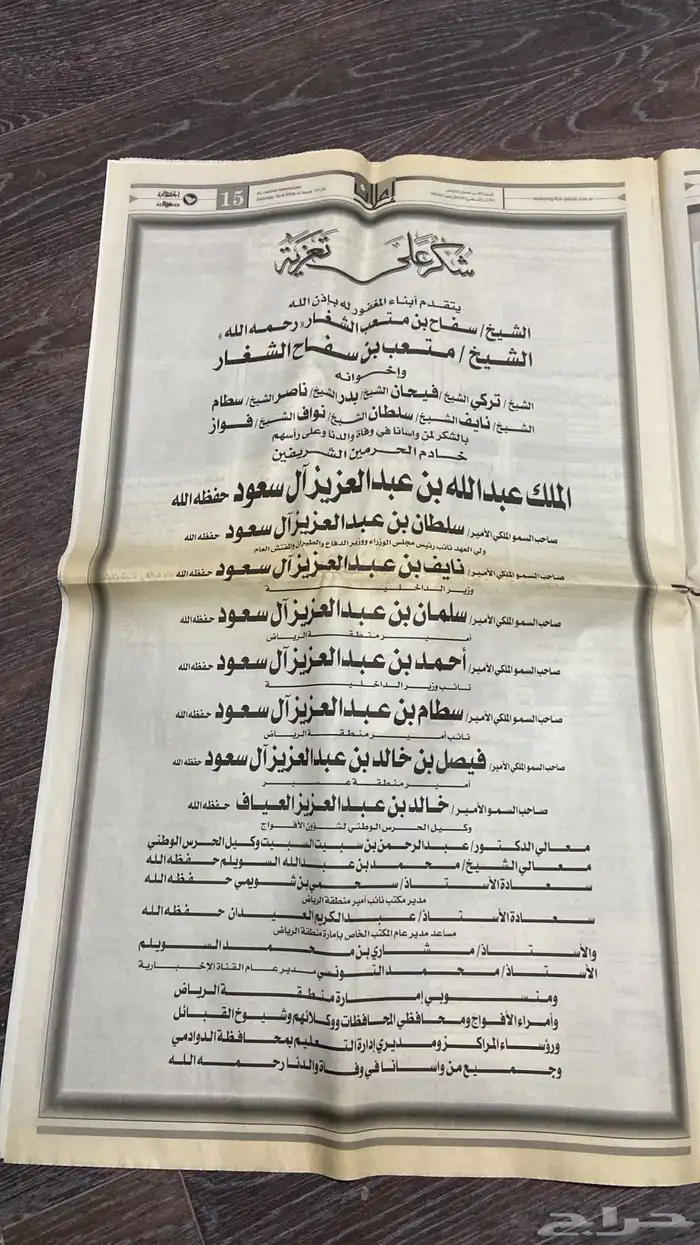 15
إعلان
شكر على تعزية
يتقدم أبناء المغفور له بإذن الله
الشيخ/ سفاح بن متعب الشغار «رحمه الله»
الشيخ / متعب بن سفاح الشغار
وإخوانه
الشيخ/ تركي الشيخ/ فيحان الشيخ/ بدر الشيخ/ ناصر الشيخ/ سطام
الشيخ/ نايف الشيخ/ سلطان الشيخ/ نواف الشيخ/ فواز
بالشكر لمن واسانا في وفاة والدنا وعلى رأسهم
خادم الحرمين الشريفين
الملك عبدالله بن عبدالعزيز آل سعود حفظه الله
صاحب السمو الملكي الأمير/ سلطان بن عبدالعزيز آل سعود حفظه الله
ولي العهد نائب رئيس مجلس الوزراء ووزير الدفاع والطيران والمفتش العام
صاحب السمو الملكي الأمير/ نايف بن عبدالعزيز آل سعود حفظه الله
وزير الداخلية
صاحب السمو الملكي الأمير/ سلمان بن عبدالعزيز آل سعود حفظه الله
أمير منطقة الرياض
صاحب السمو الملكي الأمير/ أحمد بن عبدالعزيز آل سعود حفظه الله
نائب وزير الداخلية
صاحب السمو الملكي الأمير/ سطام بن عبدالعزيز آل سعود حفظه الله
نائب أمير منطقة الرياض
صاحب السمو الملكي الأمير/ فيصل بن خالد بن عبدالعزيز آل سعود حفظه الله
أمير منطقة عسير
صاحب السمو الأمير/ خالد بن عبدالعزيز العياف حفظه الله
وكيل الحرس الوطني لشؤون الأفواج
معالي الدكتور/ عبدالرحمن بن سبيت السبيت وكيل الحرس الوطني
معالي الشيخ/ محمد بن عبدالله السويلم حفظه الله
سعادة الأستاذ/ سحمي بن شويمي حفظه الله
مدير مكتب نائب أمير منطقة الرياض
سعادة الأستاذ/ عبدالكريم العبيدان حفظه الله
مساعد مدير عام المكتب الخاص بإمارة منطقة الرياض
والأستاذ/ مشاري بن محمد السويلم
الأستاذ/ محمد التونسي مدير عام القناة الإخبارية
ومنسوبي إمارة منطقة الرياض
وأمراء الأفواج ومحافظي المحافظات ووكلائهم وشيوخ القبائل
ورؤساء المراكز ومديري إدارة التعليم بمحافظة الدوادمي
وجميع من واسانا في وفاة والدنا رحمه الله
حراج